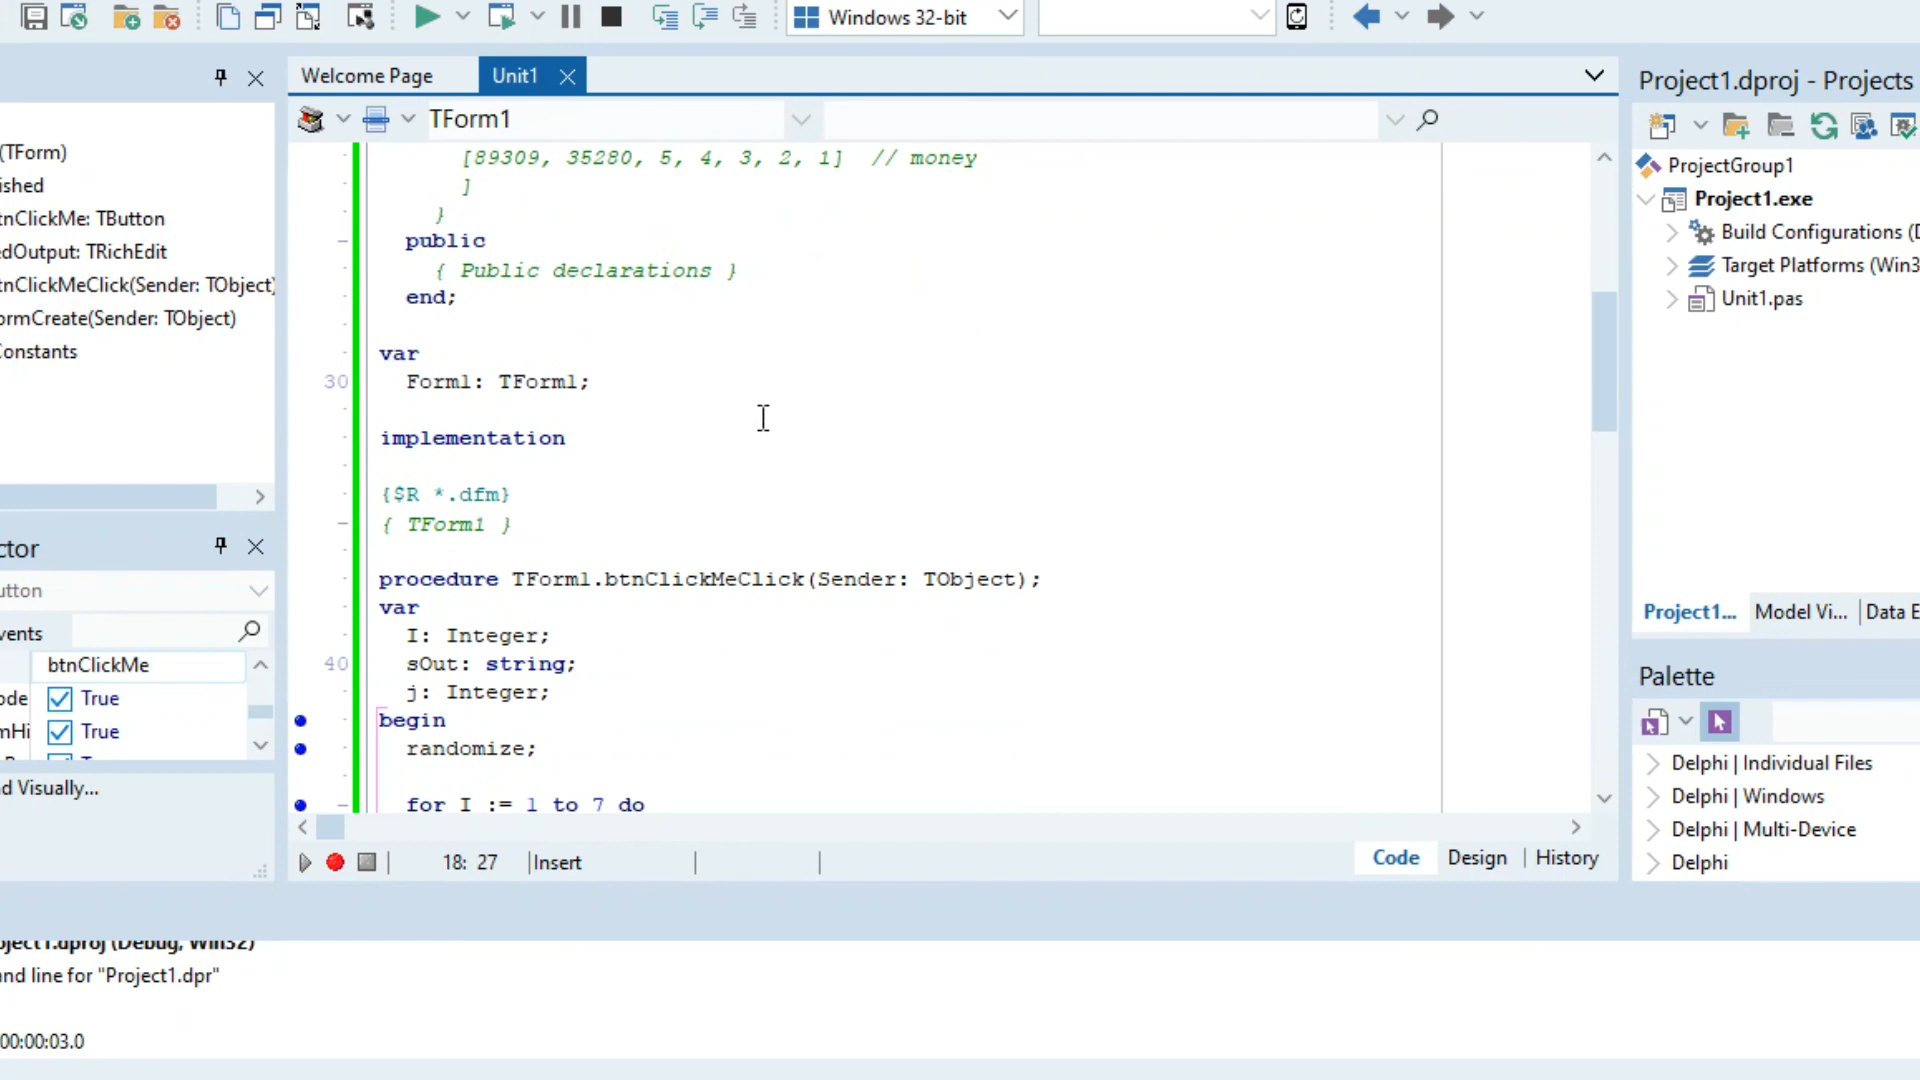 Windows 32-bit
Welcome Page
Unit1
TForm1
[89309, 35280, 5, 4, 3, 2, 1]  // money
]
}
public
{ Public declarations }
end;
var
30
Form1: TForm1;
implementation
{$R *.dfm}
{ TForm1 }
procedure TForm1.btnClickMeClick(Sender: TObject);
var
I: Integer;
40
sOut: string;
j: Integer;
begin
randomize;
for I := 1 to 7 do
18: 27
Insert
Code
Design
History
(TForm)
ished
tnClickMe: TButton
edOutput: TRichEdit
tnClickMeClick(Sender: TObject)
ormCreate(Sender: TObject)
Constants
ctor
utton
vents
btnClickMe
ode
True
mHi
True
d Visually...
Project1.dproj - Projects
ProjectGroup1
Project1.exe
Build Configurations (D
Target Platforms (Win3
Unit1.pas
Project1...
Model Vi...
Data E
Palette
Delphi | Individual Files
Delphi | Windows
Delphi | Multi-Device
Delphi
oject1.dproj (Debug, Win32)
nd line for "Project1.dpr"
00:00:03.0